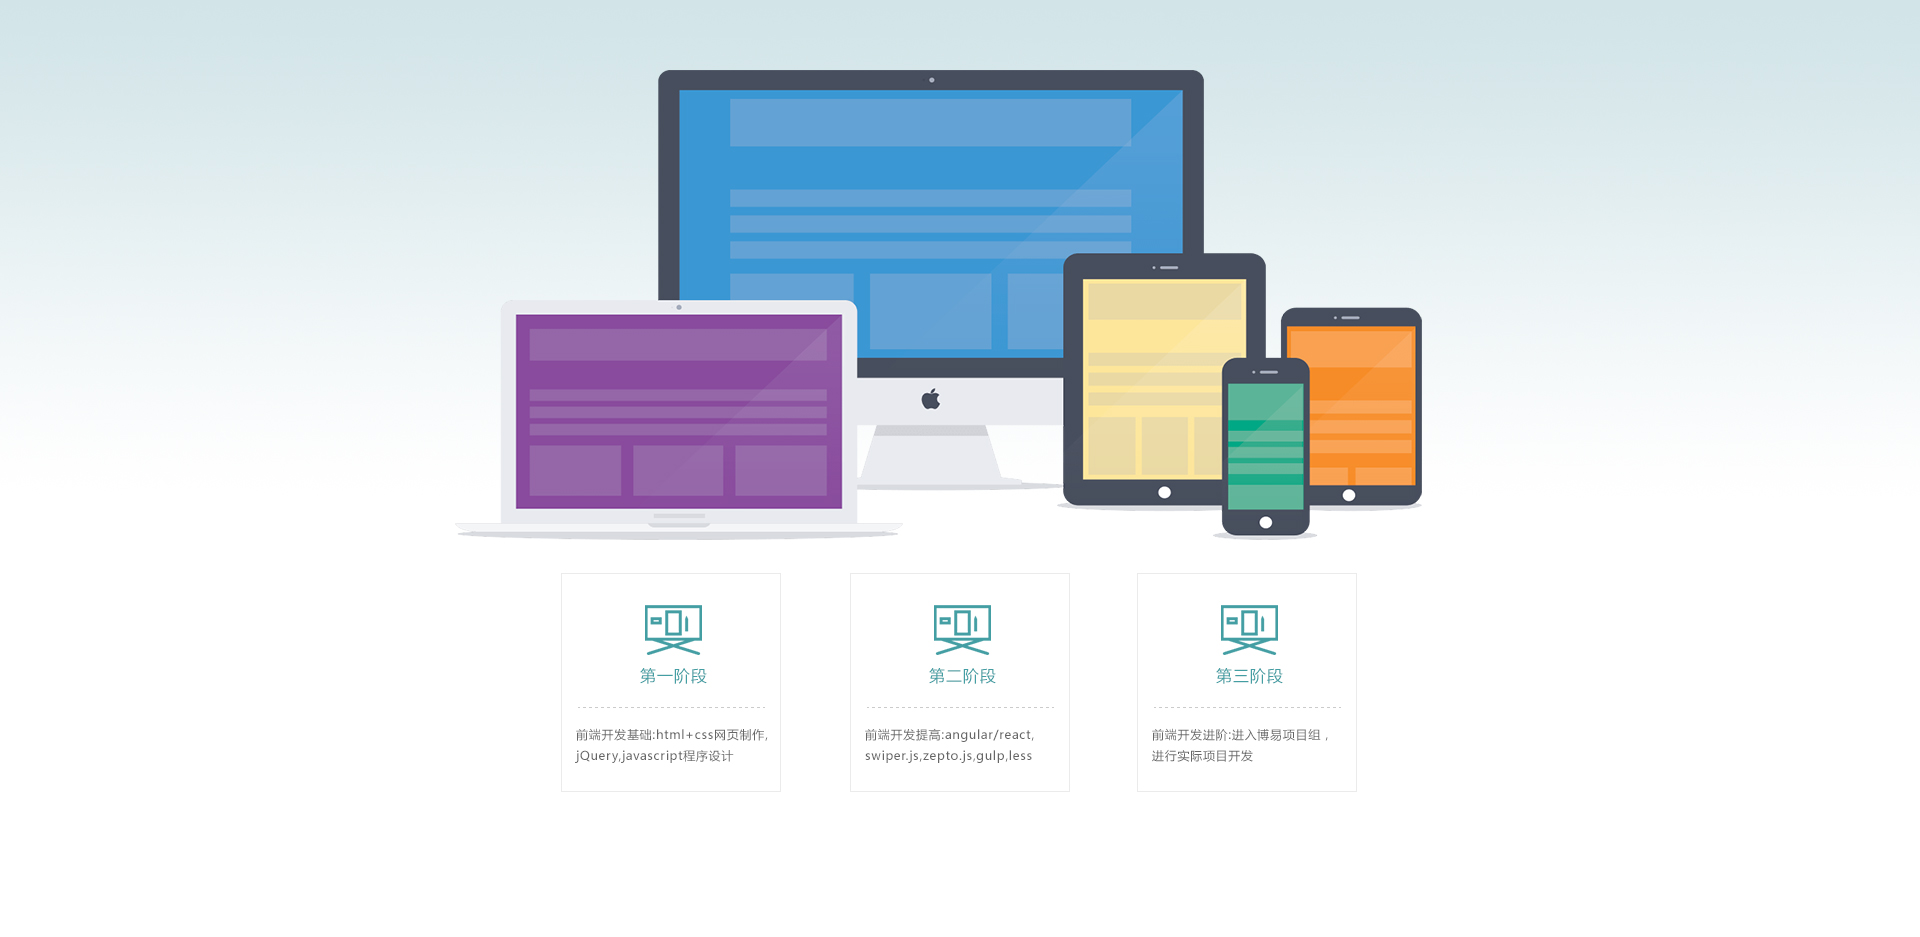 第一阶段
前端开发基础:html+css网页制作,
jQuery,javascript程序设计
第二阶段
前端开发提高:angular/react,
swiper.js,zepto.js,gulp,less
第三阶段
前端开发进阶:进入博易项目组，
进行实际项目开发